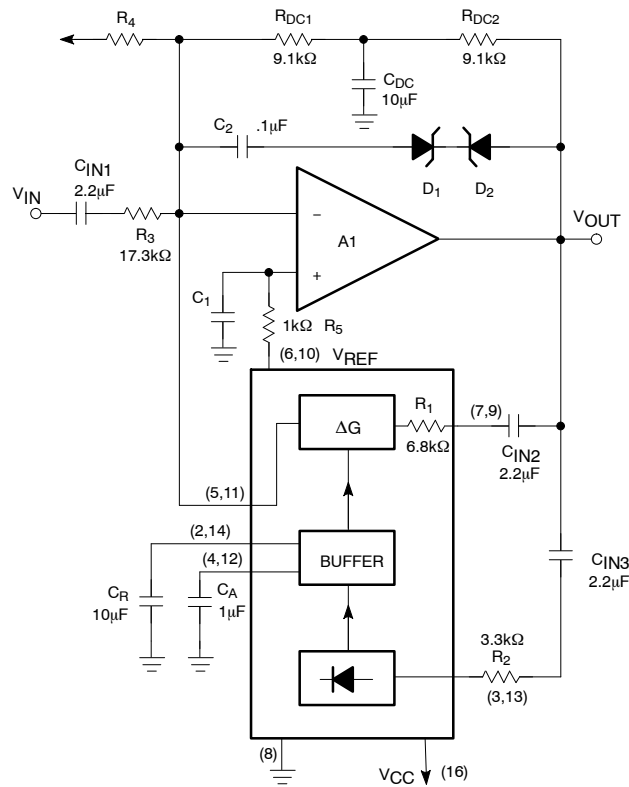 R4
RDC1
9.1kΩ
RDC2
9.1kΩ
CDC
10µF
C2
.1µF
D1
D2
VIN
CIN1
2.2µF
R3
17.3kΩ
–
+
A1
VOUT
C1
1kΩ R5
(6,10)
VREF
ΔG
R1
6.8kΩ
(7,9)
CIN2
2.2µF
(5,11)
(2,14)
(4,12)
BUFFER
CR
10µF
CA
1µF
CIN3
2.2µF
3.3kΩ
R2
(3,13)
(8)
VCC
(16)